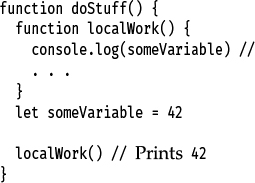 function doStuff() {
  function localWork() {
    console.log(someVariable) //
    . . .
  }
  let someVariable = 42
  localWork() // Prints 42
}